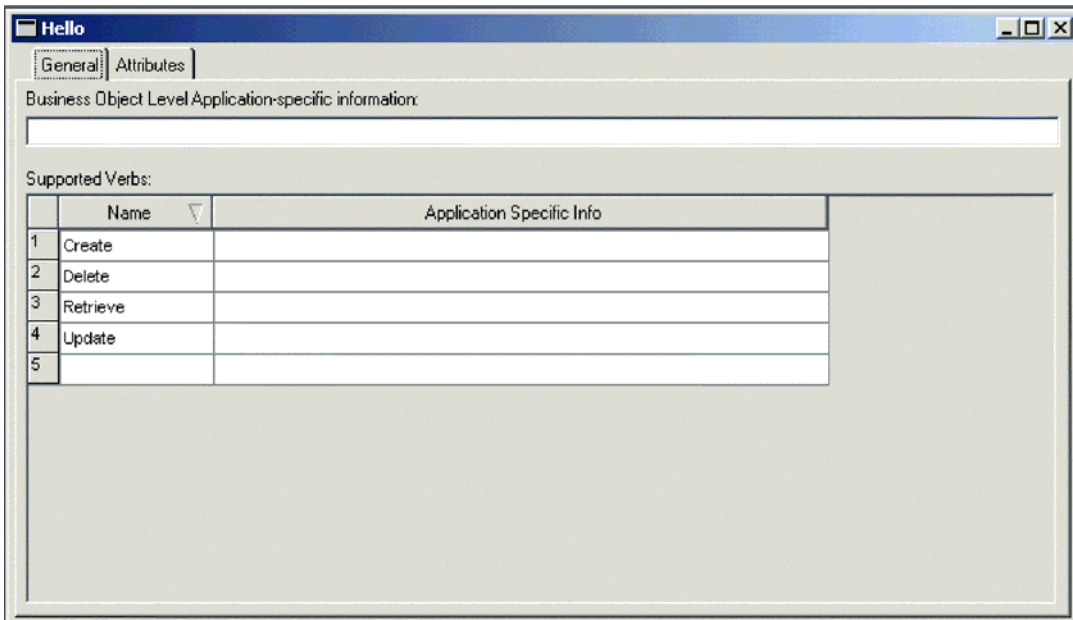 Hello
General Attributes
Business Object Level Application-specific information:
Supported Verbs:
Name Application Specific Info
1 Create
2 Delete
3 Retrieve
4 Update
5